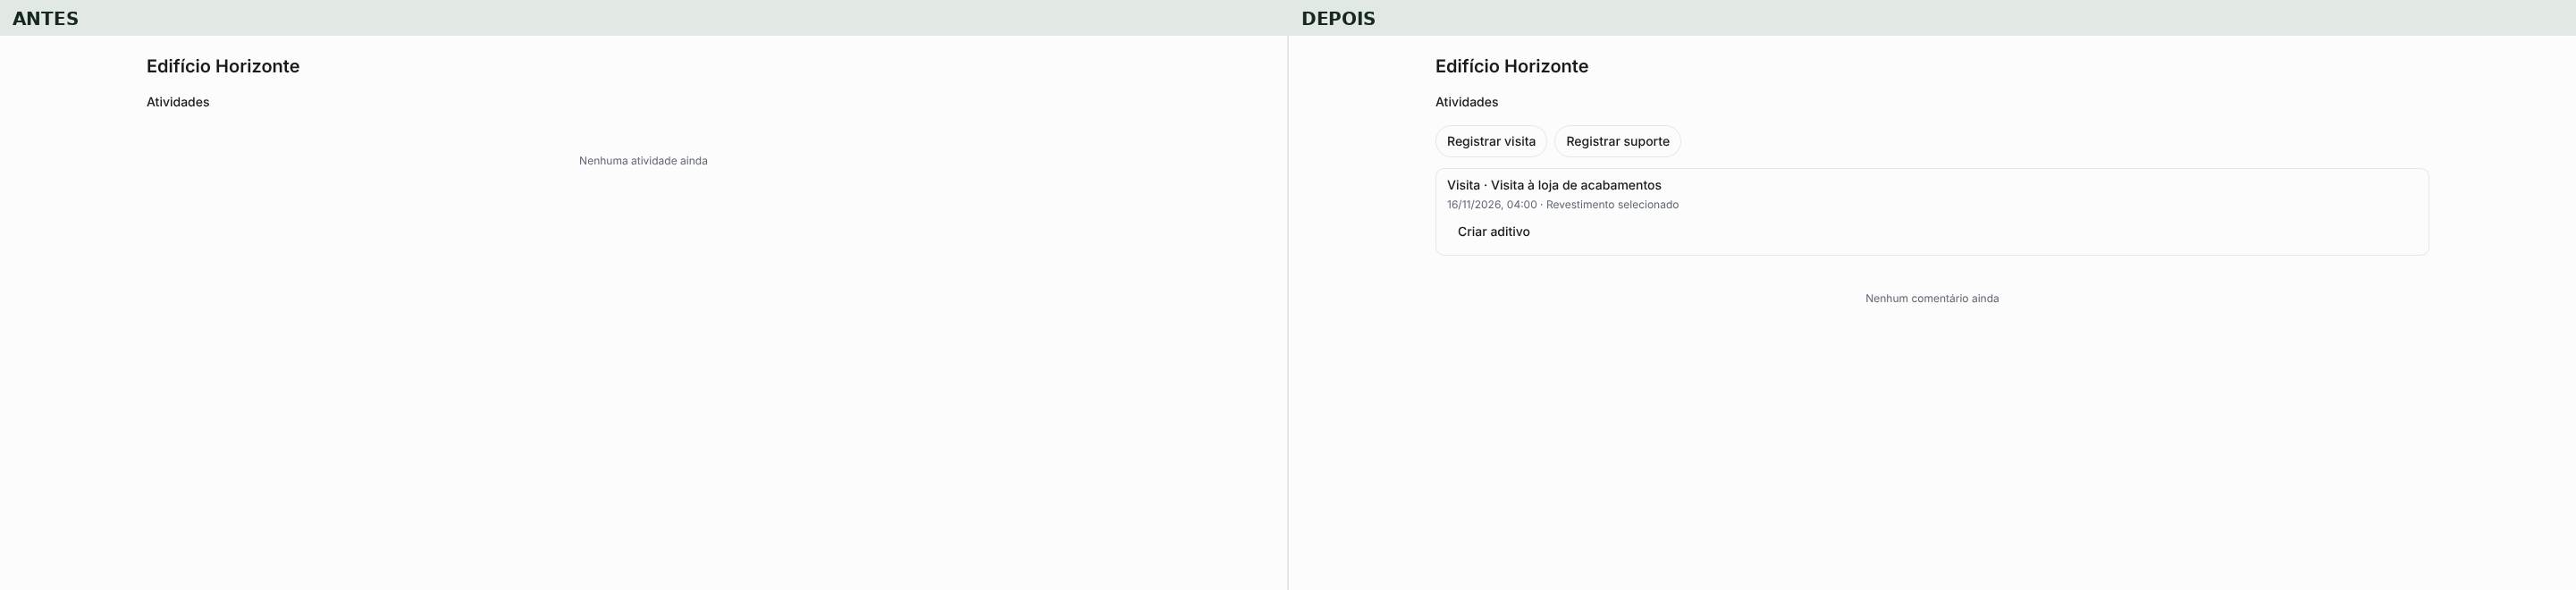 ANTES
Edifício Horizonte
Atividades
Nenhuma atividade ainda
DEPOIS
Edifício Horizonte
Atividades
Registrar visita
Registrar suporte
Visita · Visita à loja de acabamentos
16/11/2026, 04:00 · Revestimento selecionado
Criar aditivo
Nenhum comentário ainda